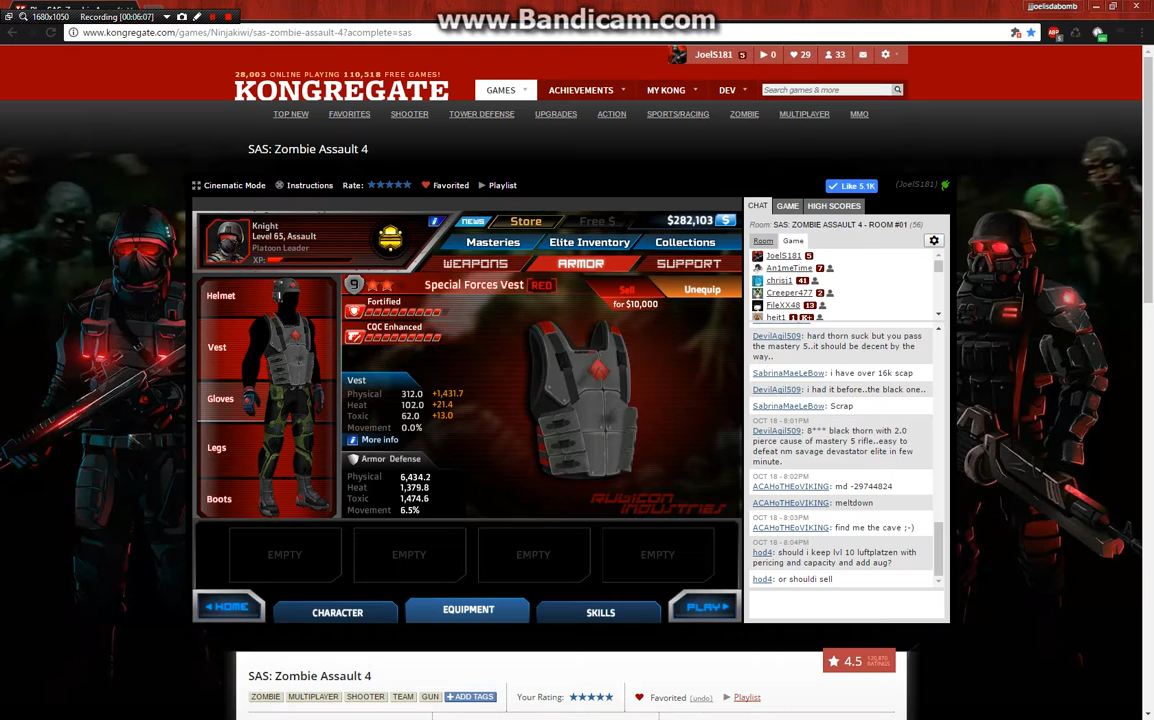 www.Bandicam.com
jjjoelisdabomb
1680x1050 Recording [00:06:07]
www.kongregate.com/games/Ninjakiwi/sas-zombie-assault-4?acomplete=sas
JoelS181 5 0 29 33
28,003 ONLINE PLAYING 110,518 FREE GAMES!
KONGREGATE
GAMES ACHIEVEMENTS MY KONG DEV Search games & more
TOP NEW FAVORITES SHOOTER TOWER DEFENSE UPGRADES ACTION SPORTS/RACING ZOMBIE MULTIPLAYER MMO
SAS: Zombie Assault 4
Cinematic Mode Instructions Rate: Favorited Playlist Like 5.1K (JoelS181)
Knight
Level 65, Assault
Platoon Leader
XP:
NEWS Store Free $ $282,103
Masteries Elite Inventory Collections
WEAPONS ARMOR SUPPORT
Helmet
Vest
Gloves
Legs
Boots
9 Special Forces Vest RED
Sell
for $10,000
Unequip
Fortified
CQC Enhanced
Vest
Physical 312.0 +1,431.7
Heat 102.0 +21.4
Toxic 62.0 +13.0
Movement 0.0%
More info
Armor Defense
Physical 6,434.2
Heat 1,379.8
Toxic 1,474.6
Movement 6.5%
RUBICON INDUSTRIES
EMPTY EMPTY EMPTY EMPTY
HOME CHARACTER EQUIPMENT SKILLS PLAY
CHAT GAME HIGH SCORES
Room: SAS: ZOMBIE ASSAULT 4 - ROOM #01 (56)
Room Game
JoelS181 5
An1meTime 7
chrisj1 41
Creeper477 2
FileXX48 13
heit1 1 K+
DevilAgil509: hard thorn suck but you pass
the mastery 5..it should be decent by the
way..
SabrinaMaeLeBow: i have over 16k scap
DevilAgil509: i had it before..the black one..
SabrinaMaeLeBow: Scrap
OCT 18 - 8:01PM
DevilAgil509: 8*** black thorn with 2.0
pierce cause of mastery 5 rifle..easy to
defeat nm savage devastator elite in few
minute.
OCT 18 - 8:02PM
ACAHoTHEoVIKING: md -29744824
ACAHoTHEoVIKING: meltdown
OCT 18 - 8:03PM
ACAHoTHEoVIKING: find me the cave ;-)
OCT 18 - 8:04PM
hod4: should i keep lvl 10 luftplatzen with
pericing and capacity and add aug?
hod4: or shouldi sell
SAS: Zombie Assault 4
4.5 RATINGS
ZOMBIE MULTIPLAYER SHOOTER TEAM GUN ADD TAGS Your Rating: Favorited (undo) Playlist